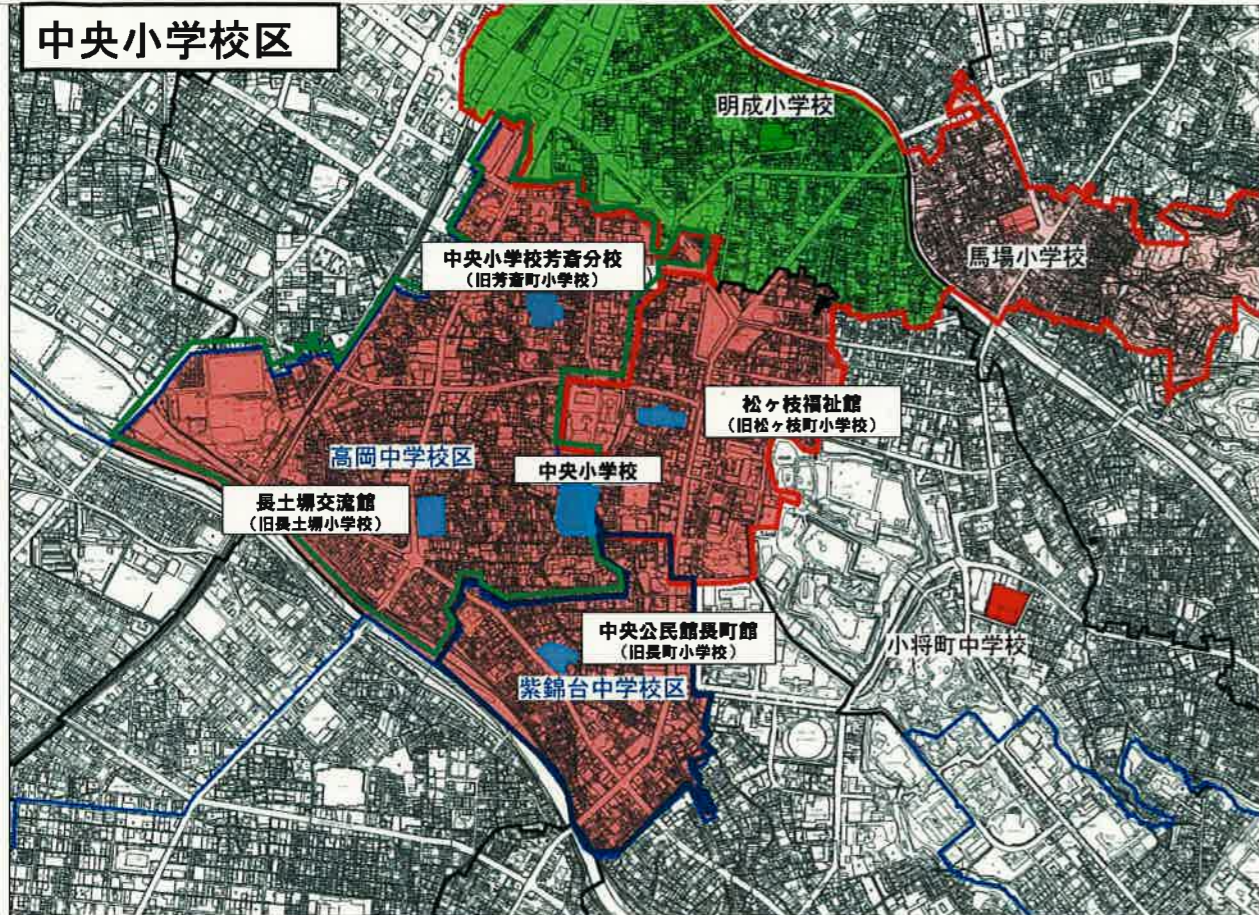 中央小学校区
明成小学校
馬場小学校
中央小学校芳斎分校
(旧芳斎町小学校)
松ヶ枝福祉館
(旧松ヶ枝町小学校)
高岡中学校区
中央小学校
長土塀交流館
(旧長土塀小学校)
中央公民館長町館
(旧長町小学校)
小将町中学校
紫錦台中学校区